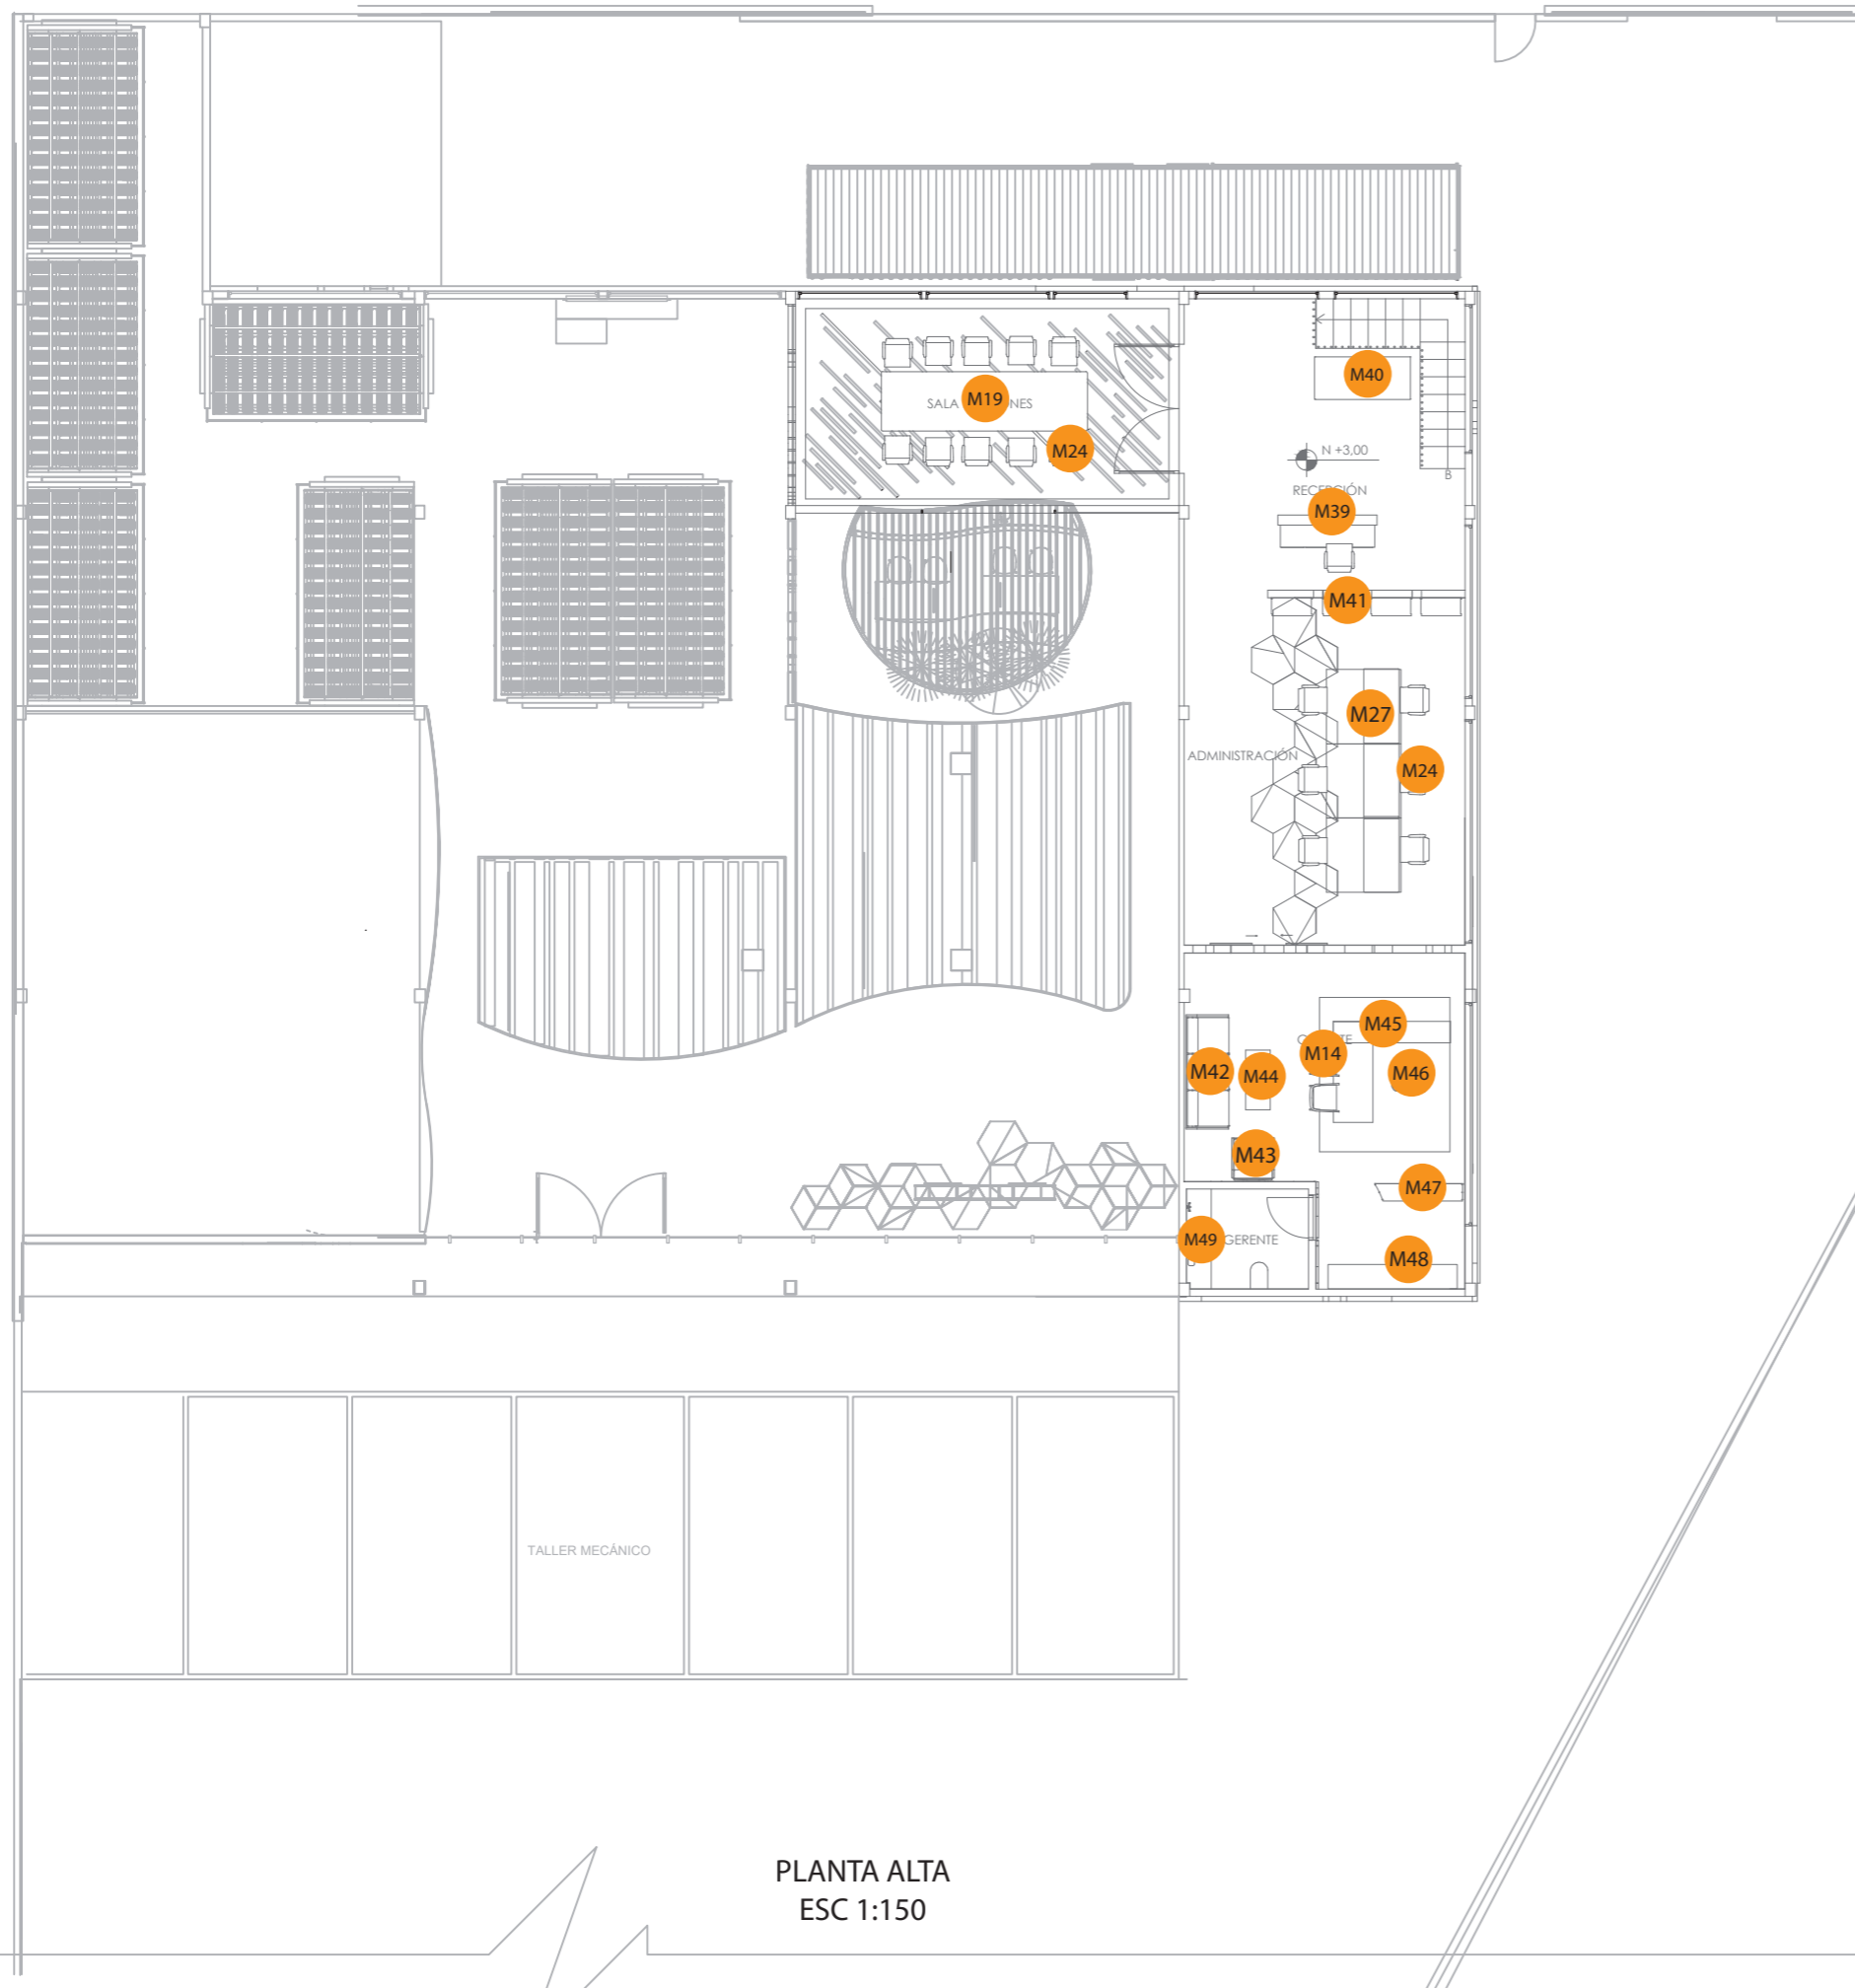 M40
SALA M19 NES
M24
N +3,00
B
RECEPCIÓN
M39
M41
M27
ADMINISTRACIÓN
M24
M45
M14
M42
M44
M46
M43
M47
M49 GERENTE
M48
TALLER MECÁNICO
PLANTA ALTA
ESC 1:150